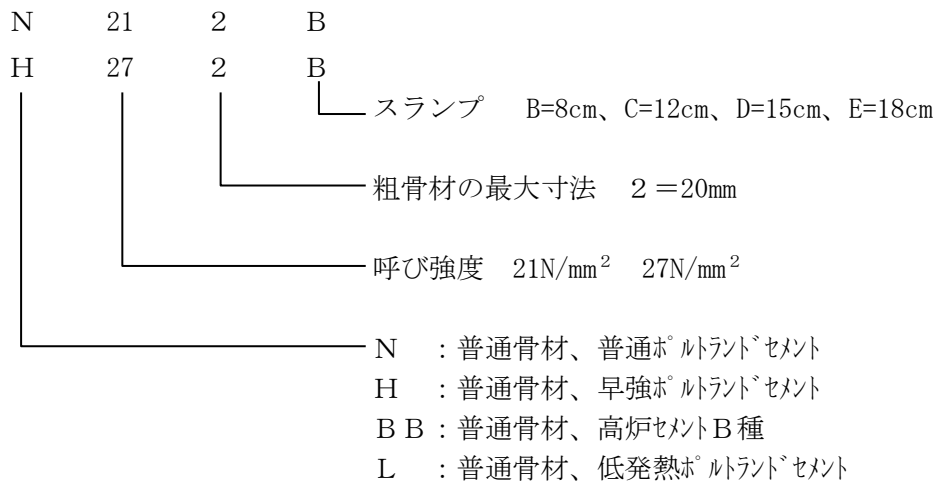 N 21 2 B
H 27 2 B
スランプ B=8cm、C=12cm、D=15cm、E=18cm
粗骨材の最大寸法 2=20mm
呼び強度 21N/mm² 27N/mm²
N :普通骨材、普通ﾎﾟﾙﾄﾗﾝﾄﾞｾﾒﾝﾄ
H :普通骨材、早強ﾎﾟﾙﾄﾗﾝﾄﾞｾﾒﾝﾄ
BB:普通骨材、高炉ｾﾒﾝﾄB種
L :普通骨材、低発熱ﾎﾟﾙﾄﾗﾝﾄﾞｾﾒﾝﾄ